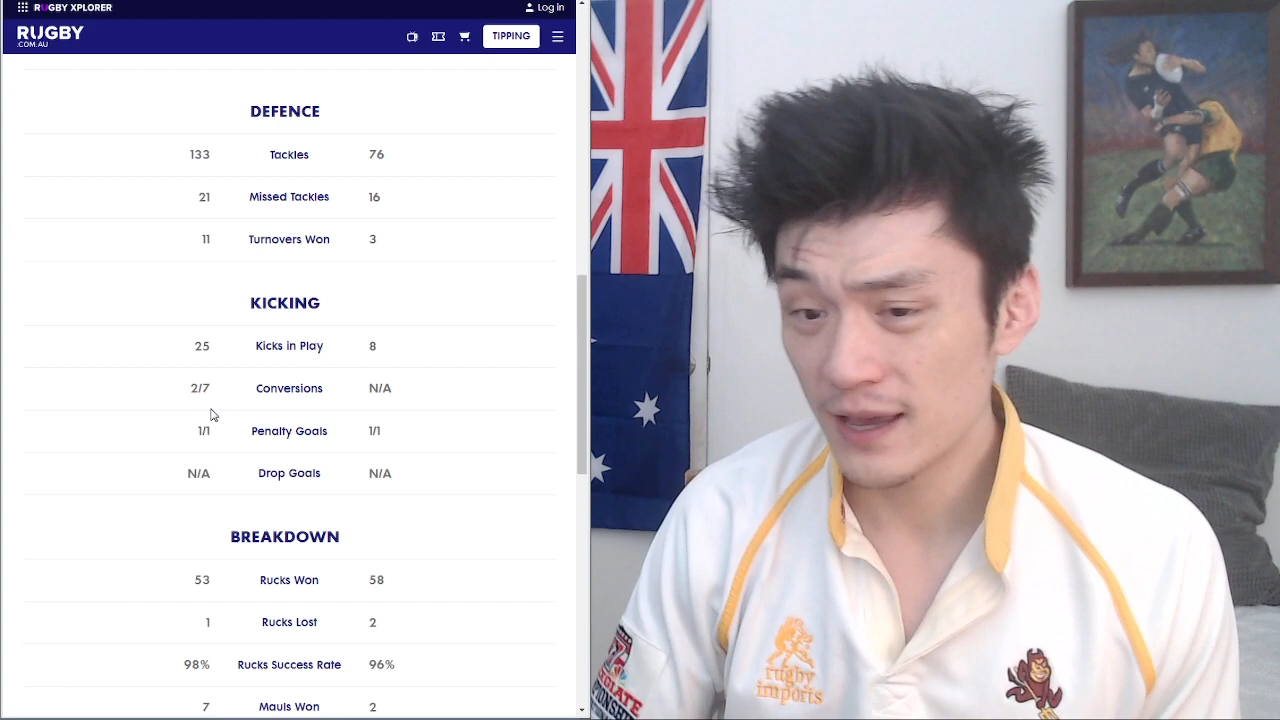 RUGBY XPLORER
Log in
RUGBY
.COM.AU
TIPPING
DEFENCE
133 Tackles 76
21 Missed Tackles 16
11 Turnovers Won 3
KICKING
25 Kicks in Play 8
2/7 Conversions N/A
1/1 Penalty Goals 1/1
N/A Drop Goals N/A
BREAKDOWN
53 Rucks Won 58
1 Rucks Lost 2
98% Rucks Success Rate 96%
7 Mauls Won 2
rugby
imports